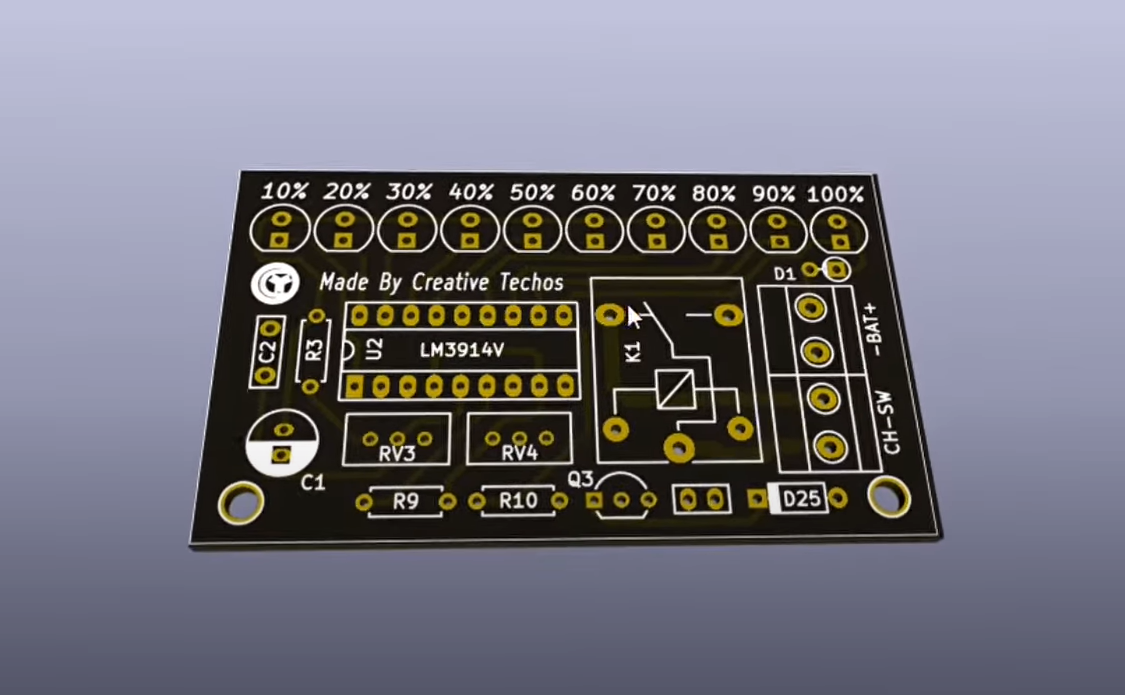 10% 20% 30% 40% 50% 60% 70% 80% 90% 100%
D1
Made By Creative Techos
-BAT+
C2
R3
U2
LM3914V
K1
CH-SW
RV3
RV4
C1
Q3
R9
R10
D25